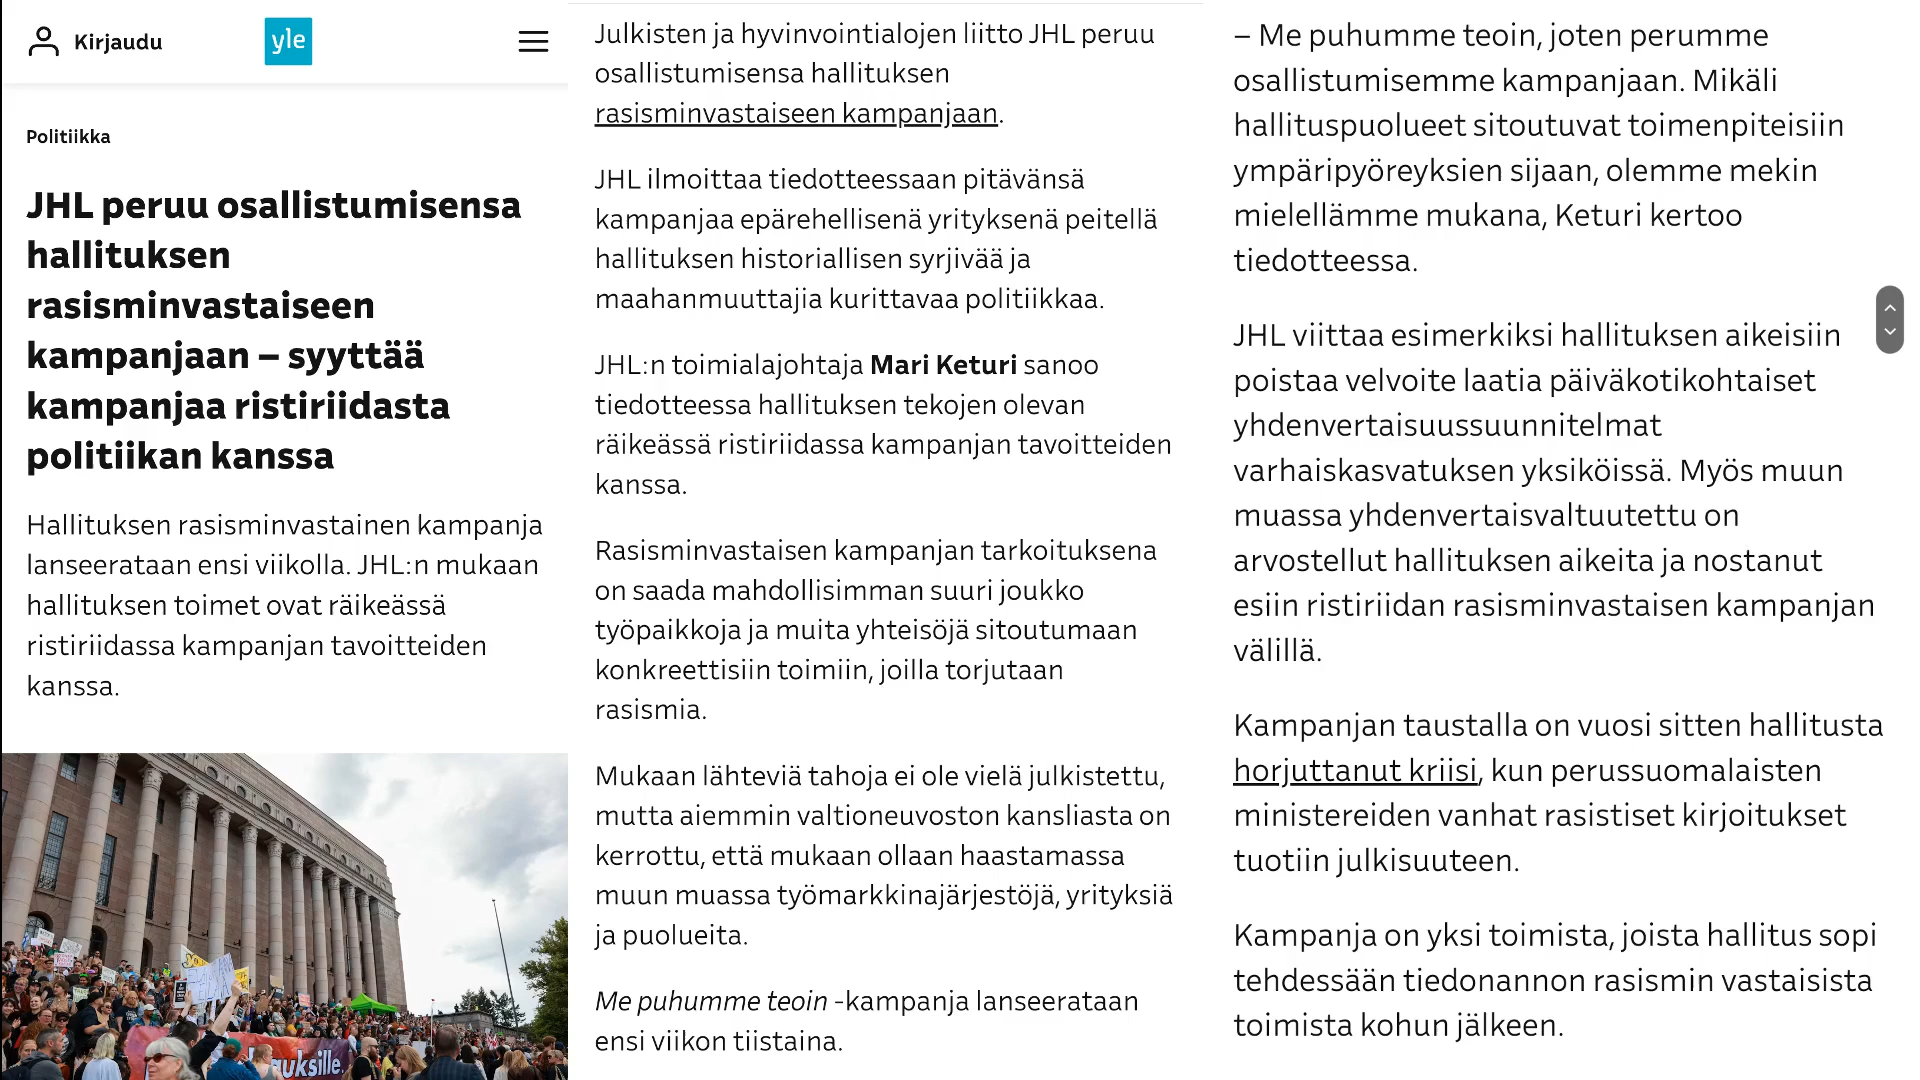 Kirjaudu
yle
Politiikka
JHL peruu osallistumisensa
hallituksen
rasisminvastaiseen
kampanjaan – syyttää
kampanjaa ristiriidasta
politiikan kanssa
Hallituksen rasisminvastainen kampanja
lanseerataan ensi viikolla. JHL:n mukaan
hallituksen toimet ovat räikeässä
ristiriidassa kampanjan tavoitteiden
kanssa.
Julkisten ja hyvinvointialojen liitto JHL peruu
osallistumisensa hallituksen
rasisminvastaiseen kampanjaan.
JHL ilmoittaa tiedotteessaan pitävänsä
kampanjaa epärehellisenä yrityksenä peitellä
hallituksen historiallisen syrjivää ja
maahanmuuttajia kurittavaa politiikkaa.
JHL:n toimialajohtaja Mari Keturi sanoo
tiedotteessa hallituksen tekojen olevan
räikeässä ristiriidassa kampanjan tavoitteiden
kanssa.
Rasisminvastaisen kampanjan tarkoituksena
on saada mahdollisimman suuri joukko
työpaikkoja ja muita yhteisöjä sitoutumaan
konkreettisiin toimiin, joilla torjutaan
rasismia.
Mukaan lähteviä tahoja ei ole vielä julkistettu,
mutta aiemmin valtioneuvoston kansliasta on
kerrottu, että mukaan ollaan haastamassa
muun muassa työmarkkinajärjestöjä, yrityksiä
ja puolueita.
Me puhumme teoin -kampanja lanseerataan
ensi viikon tiistaina.
– Me puhumme teoin, joten perumme
osallistumisemme kampanjaan. Mikäli
hallituspuolueet sitoutuvat toimenpiteisiin
ympäripyöreyksien sijaan, olemme mekin
mielellämme mukana, Keturi kertoo
tiedotteessa.
JHL viittaa esimerkiksi hallituksen aikeisiin
poistaa velvoite laatia päiväkotikohtaiset
yhdenvertaisuussuunnitelmat
varhaiskasvatuksen yksiköissä. Myös muun
muassa yhdenvertaisvaltuutettu on
arvostellut hallituksen aikeita ja nostanut
esiin ristiriidan rasisminvastaisen kampanjan
välillä.
Kampanjan taustalla on vuosi sitten hallitusta
horjuttanut kriisi, kun perussuomalaisten
ministereiden vanhat rasistiset kirjoitukset
tuotiin julkisuuteen.
Kampanja on yksi toimista, joista hallitus sopi
tehdessään tiedonannon rasismin vastaisista
toimista kohun jälkeen.